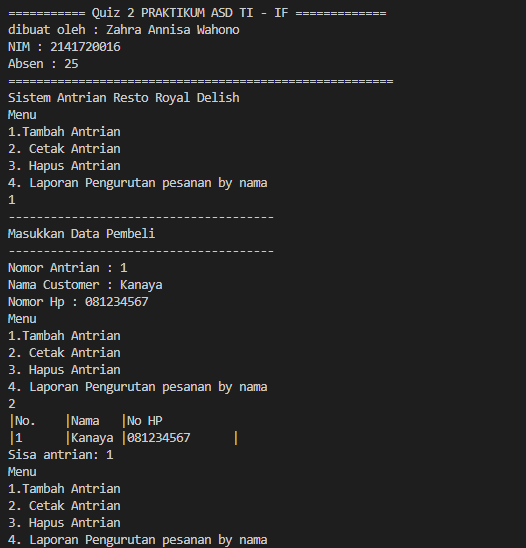 =========== Quiz 2 PRAKTIKUM ASD TI - IF =============
dibuat oleh : Zahra Annisa Wahono
NIM : 2141720016
Absen : 25
=======================================================
Sistem Antrian Resto Royal Delish
Menu
1.Tambah Antrian
2. Cetak Antrian
3. Hapus Antrian
4. Laporan Pengurutan pesanan by nama
1
--------------------------------------
Masukkan Data Pembeli
--------------------------------------
Nomor Antrian : 1
Nama Customer : Kanaya
Nomor Hp : 081234567
Menu
1.Tambah Antrian
2. Cetak Antrian
3. Hapus Antrian
4. Laporan Pengurutan pesanan by nama
2
|No.    |Nama   |No HP
|1      |Kanaya |081234567      |
Sisa antrian: 1
Menu
1.Tambah Antrian
2. Cetak Antrian
3. Hapus Antrian
4. Laporan Pengurutan pesanan by nama